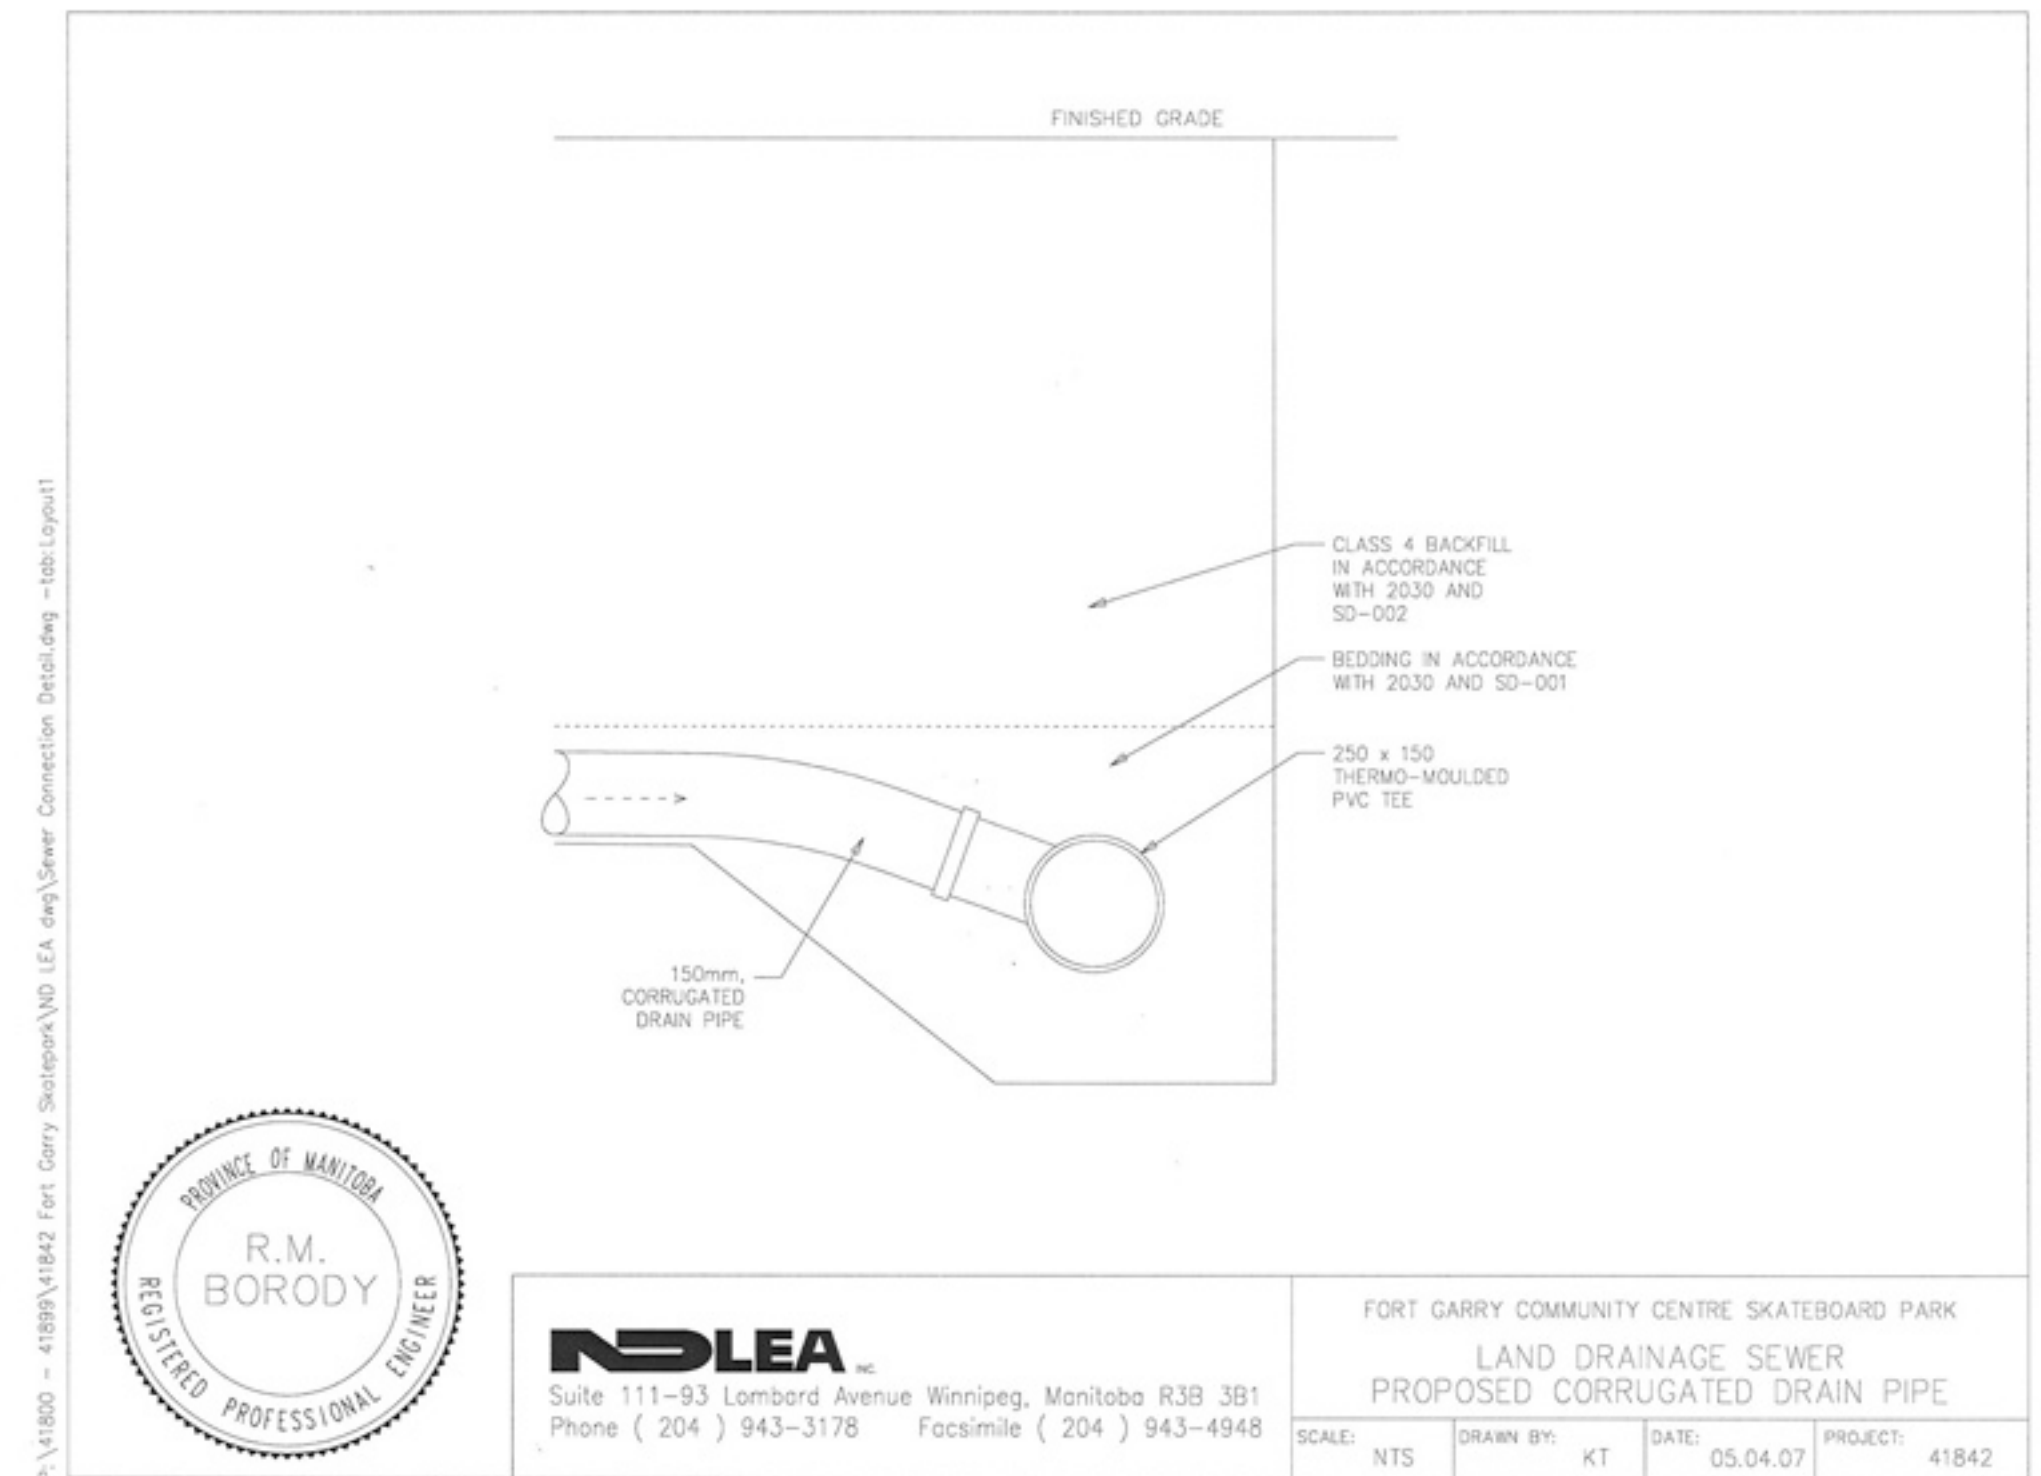 FINISHED GRADE
CLASS 4 BACKFILL
IN ACCORDANCE
WITH 2030 AND
SD-002
BEDDING IN ACCORDANCE
WITH 2030 AND SD-001
250 x 150
THERMO-MOULDED
PVC TEE
150mm,
CORRUGATED
DRAIN PIPE
P:\41800 - 41899\41842 Fort Garry Skatepark\ND LEA dwg\Sewer Connection Detail.dwg -tab:Layout1
PROVINCE OF MANITOBA
R.M.
BORODY
REGISTERED PROFESSIONAL ENGINEER
NDLEA INC.
Suite 111-93 Lombard Avenue Winnipeg, Manitoba R3B 3B1
Phone ( 204 ) 943-3178 Facsimile ( 204 ) 943-4948
FORT GARRY COMMUNITY CENTRE SKATEBOARD PARK
LAND DRAINAGE SEWER
PROPOSED CORRUGATED DRAIN PIPE
SCALE: NTS
DRAWN BY: KT
DATE: 05.04.07
PROJECT: 41842